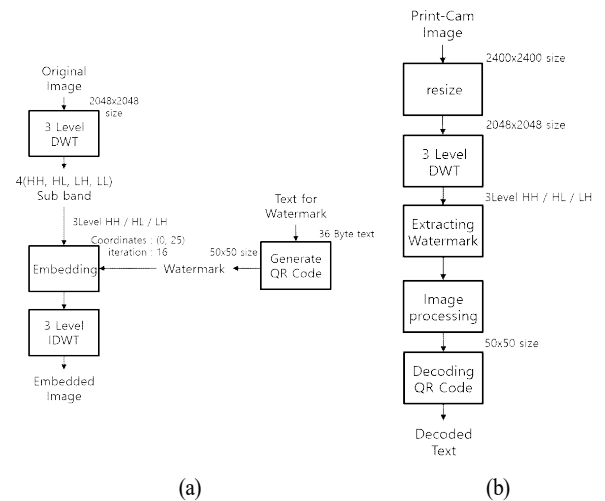 Original
Image
2048x2048
size
3 Level
DWT
4(HH, HL, LH, LL)
Sub band
3Level HH / HL / LH
Coordinates : (0, 25)
iteration : 16
Embedding
Watermark
50x50 size
Text for
Watermark
36 Byte text
Generate
QR Code
3 Level
IDWT
Embedded
Image
(a)
Print-Cam
Image
2400x2400 size
resize
2048x2048 size
3 Level
DWT
3Level HH / HL / LH
Extracting
Watermark
Image
processing
50x50 size
Decoding
QR Code
Decoded
Text
(b)